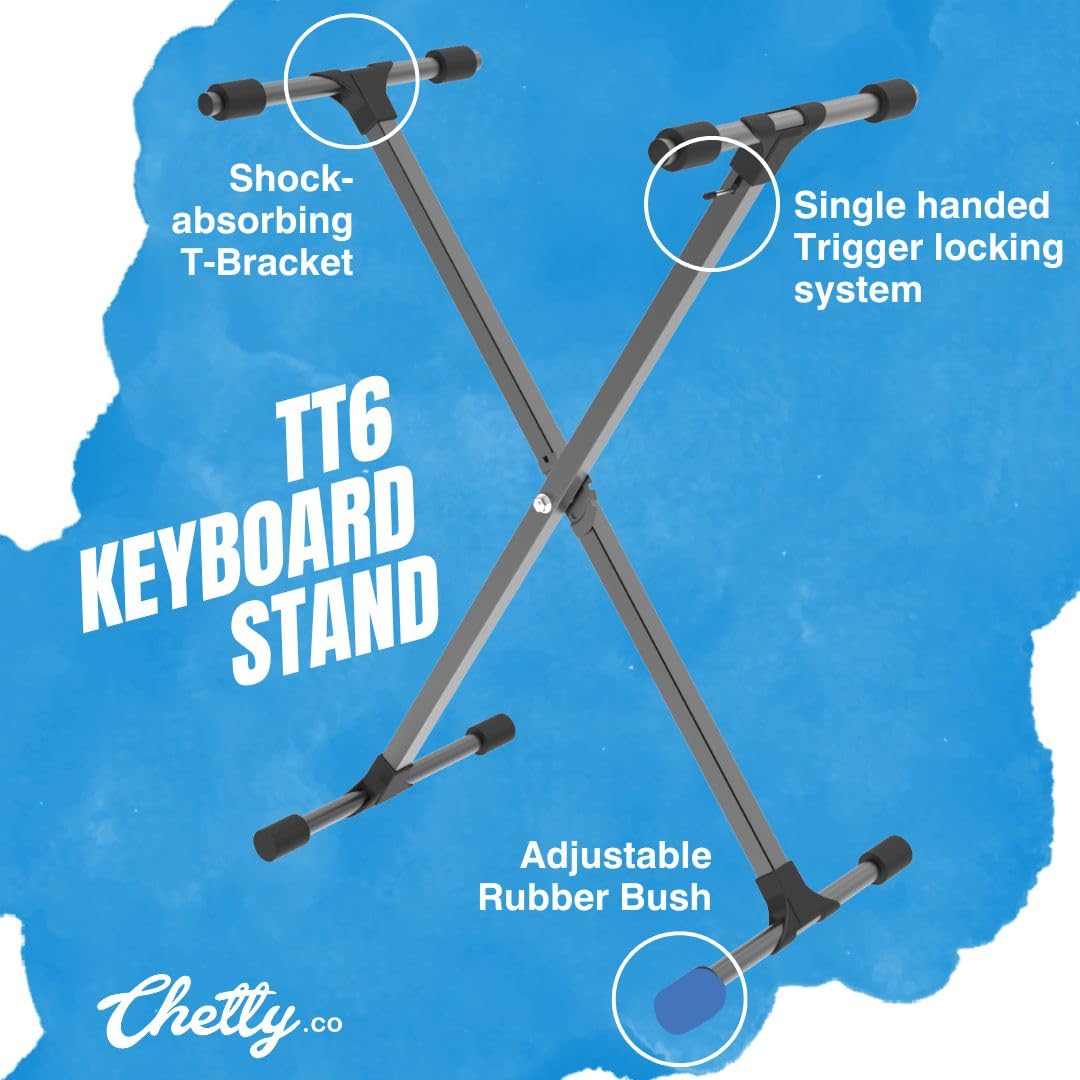 Shock-
absorbing
T-Bracket
Single handed
Trigger locking
system
TT6
KEYBOARD
STAND
Adjustable
Rubber Bush
Chetty.co